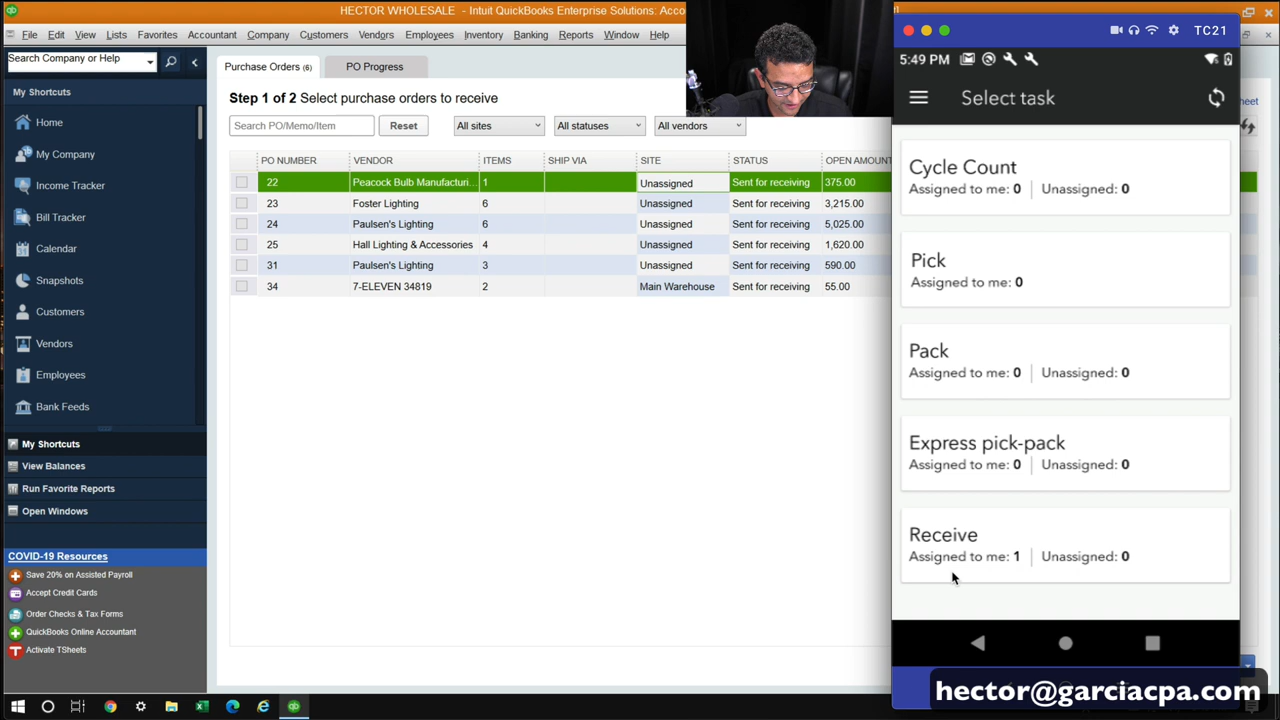 HECTOR WHOLESALE - Intuit QuickBooks Enterprise Solutions: Acco
File Edit View Lists Favorites Accountant Company Customers Vendors Employees Inventory Banking Reports Window Help
Search Company or Help
My Shortcuts
Home
My Company
Income Tracker
Bill Tracker
Calendar
Snapshots
Customers
Vendors
Employees
Bank Feeds
My Shortcuts
View Balances
Run Favorite Reports
Open Windows
COVID-19 Resources
Save 20% on Assisted Payroll
Accept Credit Cards
Order Checks & Tax Forms
QuickBooks Online Accountant
Activate TSheets
Purchase Orders (6) PO Progress
Step 1 of 2 Select purchase orders to receive
Search PO/Memo/Item Reset All sites All statuses All vendors
PO NUMBER VENDOR ITEMS SHIP VIA SITE STATUS OPEN AMOUNT
22 Peacock Bulb Manufacturi... 1 Unassigned Sent for receiving 375.00
23 Foster Lighting 6 Unassigned Sent for receiving 3,215.00
24 Paulsen's Lighting 6 Unassigned Sent for receiving 5,025.00
25 Hall Lighting & Accessories 4 Unassigned Sent for receiving 1,620.00
31 Paulsen's Lighting 3 Unassigned Sent for receiving 590.00
34 7-ELEVEN 34819 2 Main Warehouse Sent for receiving 55.00
heet
TC21
5:49 PM
Select task
Cycle Count
Assigned to me: 0 Unassigned: 0
Pick
Assigned to me: 0
Pack
Assigned to me: 0 Unassigned: 0
Express pick-pack
Assigned to me: 0 Unassigned: 0
Receive
Assigned to me: 1 Unassigned: 0
hector@garciacpa.com